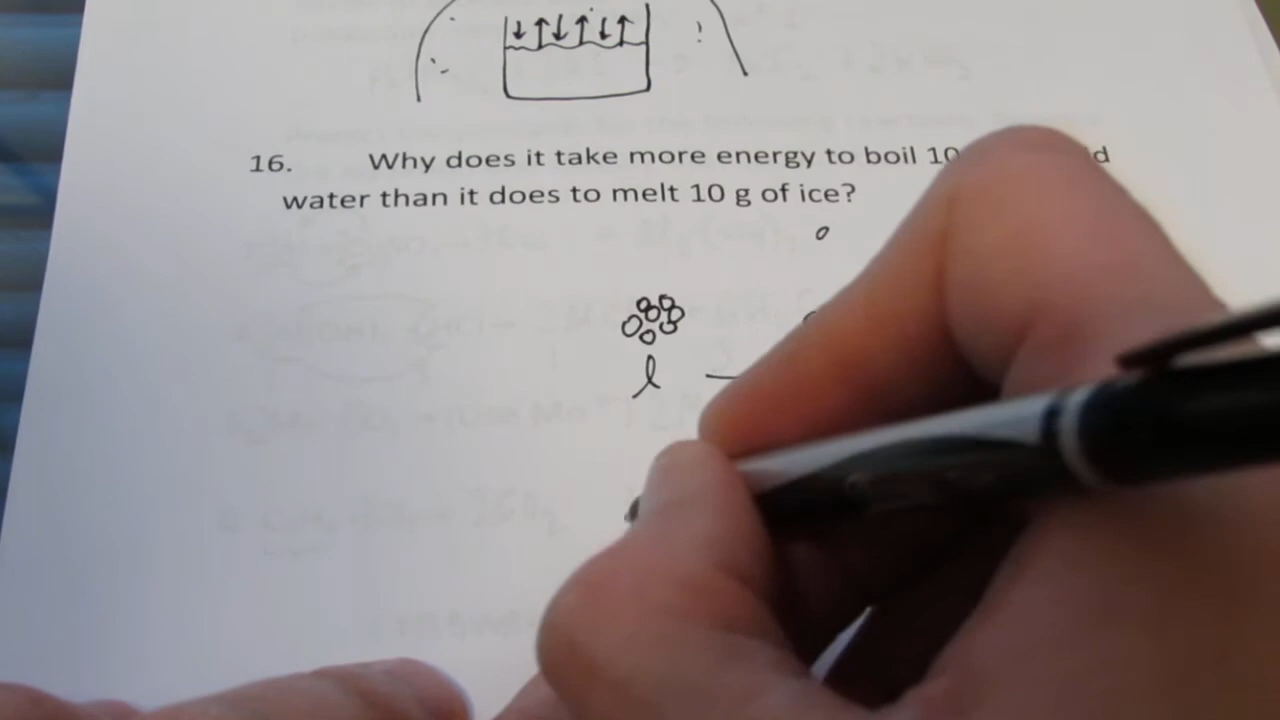 16. Why does it take more energy to boil 10
water than it does to melt 10 g of ice?
l —